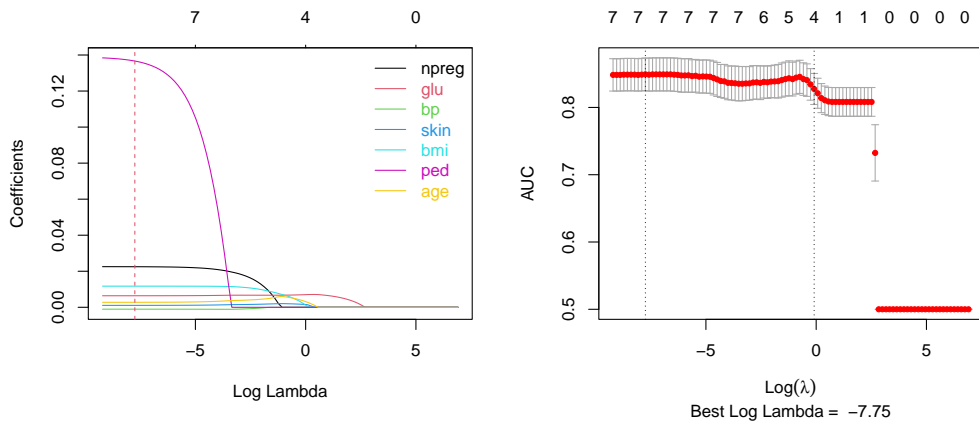 7 4 0
Coefficients
0.00 0.04 0.08 0.12
npreg
glu
bp
skin
bmi
ped
age
−5 0 5
Log Lambda
7 7 7 7 7 7 6 5 4 1 1 0 0 0 0
AUC
0.5 0.6 0.7 0.8
−5 0 5
Log(λ)
Best Log Lambda = −7.75